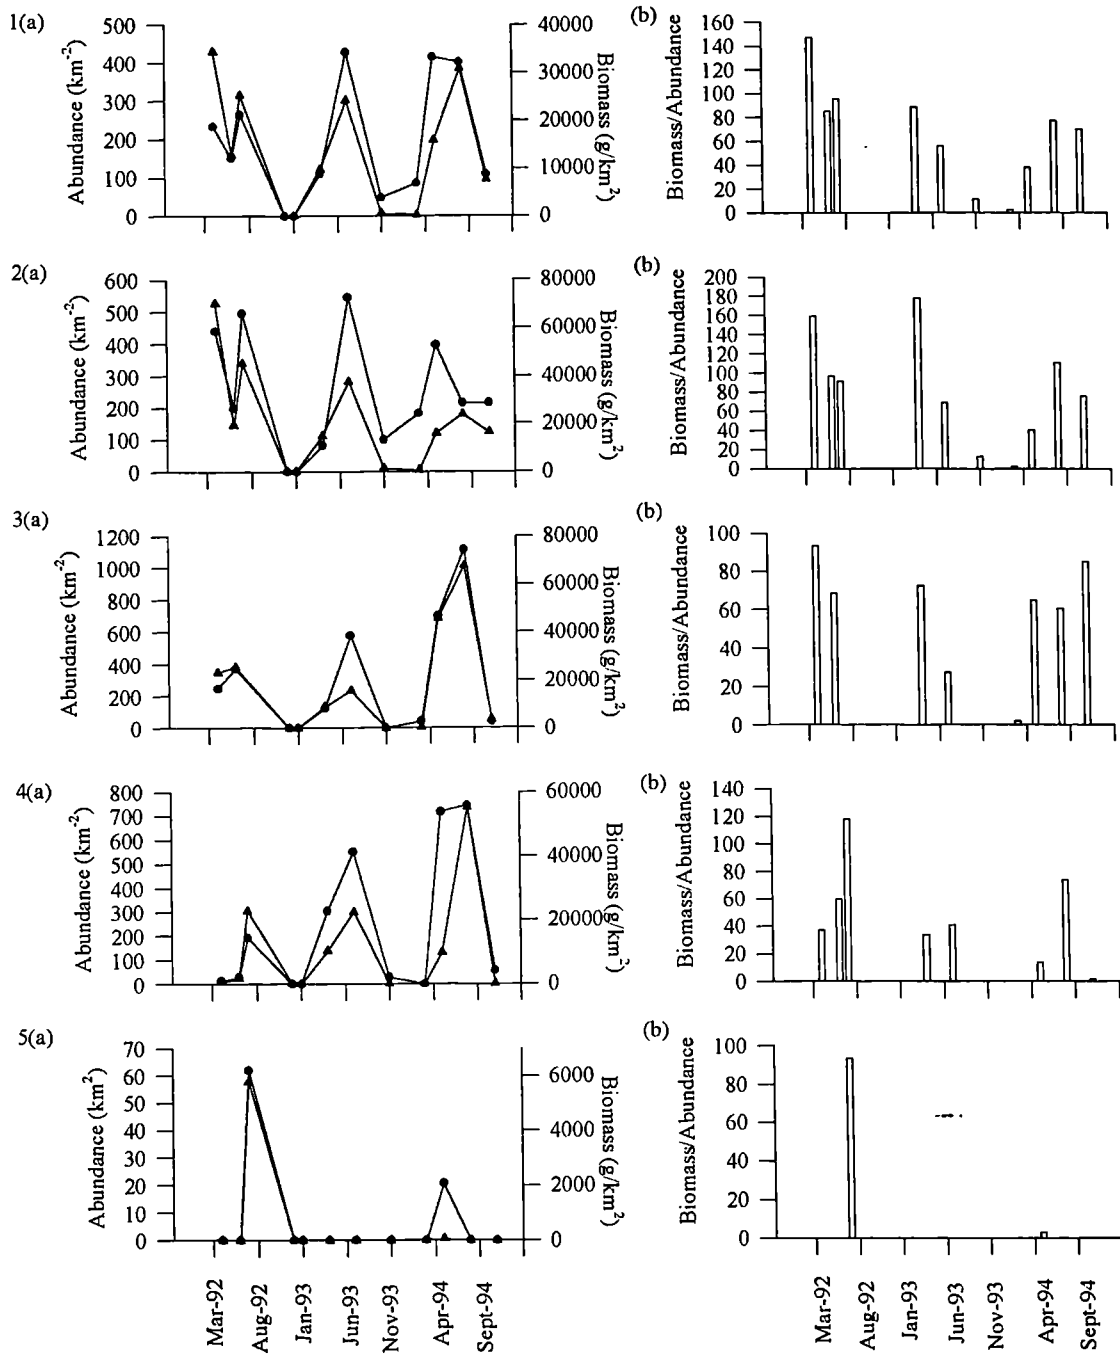 1(a)
Abundance (km⁻²)
500
400
300
200
100
0
40000
30000
20000
10000
0
Biomass (g/km²)
(b)
Biomass/Abundance
160
140
120
100
80
60
40
20
0
2(a)
Abundance (km⁻²)
600
500
400
300
200
100
0
80000
60000
40000
20000
0
Biomass (g/km²)
(b)
Biomass/Abundance
200
180
160
140
120
100
80
60
40
20
0
3(a)
Abundance (km⁻²)
1200
1000
800
600
400
200
0
80000
60000
40000
20000
0
Biomass (g/km²)
(b)
Biomass/Abundance
100
80
60
40
20
0
4(a)
Abundance (km⁻²)
800
700
600
500
400
300
200
100
0
60000
40000
200000
0
Biomass (g/km²)
(b)
Biomass/Abundance
140
120
100
80
60
40
20
0
5(a)
Abundance (km²)
70
60
50
40
30
20
10
0
6000
4000
2000
0
Biomass (g/km²)
(b)
Biomass/Abundance
100
80
60
40
20
0
Mar-92
Aug-92
Jan-93
Jun-93
Nov-93
Apr-94
Sept-94
Mar-92
Aug-92
Jan-93
Jun-93
Nov-93
Apr-94
Sept-94